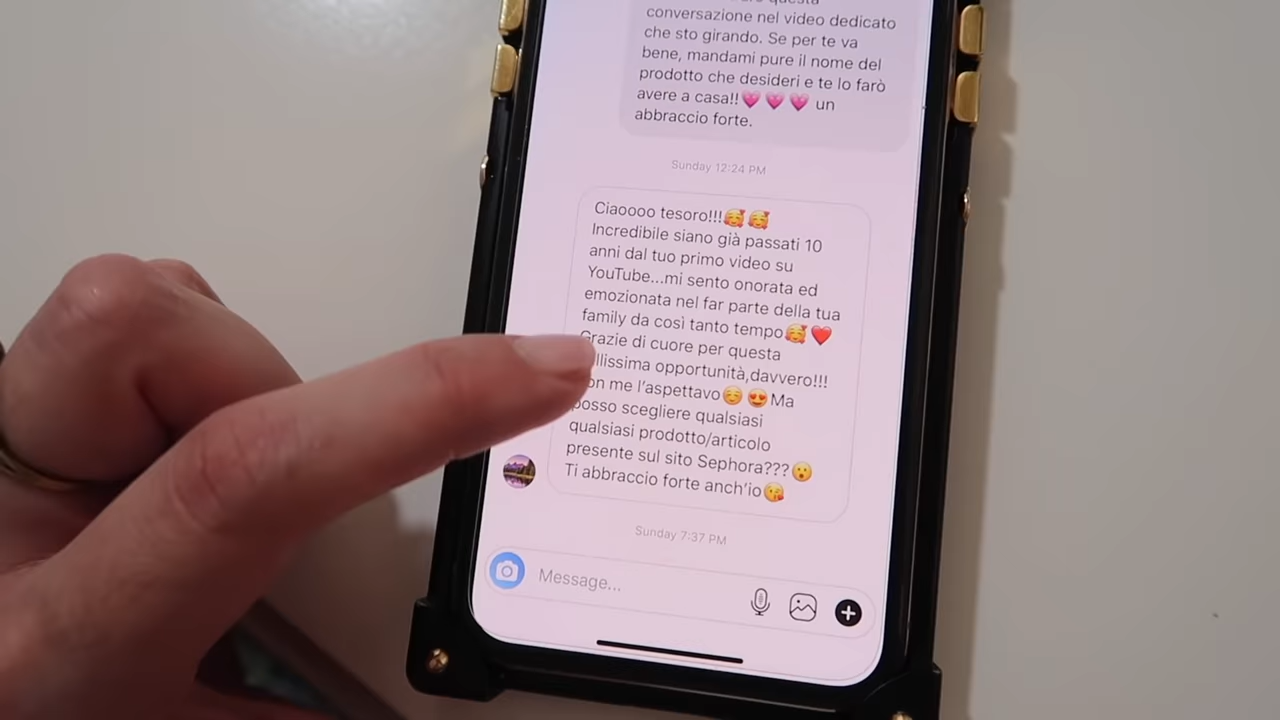 conversazione nel video dedicato
che sto girando. Se per te va
bene, mandami pure il nome del
prodotto che desideri e te lo farò
avere a casa!!💗💗💗 un
abbraccio forte.
Sunday 12:24 PM
Ciaoooo tesoro!!!🥰🥰
Incredibile siano già passati 10
anni dal tuo primo video su
YouTube...mi sento onorata ed
emozionata nel far parte della tua
family da così tanto tempo🥰❤️
Grazie di cuore per questa
llissima opportunità,davvero!!!
on me l'aspettavo☺️😍Ma
posso scegliere qualsiasi
qualsiasi prodotto/articolo
presente sul sito Sephora???😮
Ti abbraccio forte anch'io😘
Sunday 7:37 PM
Message...